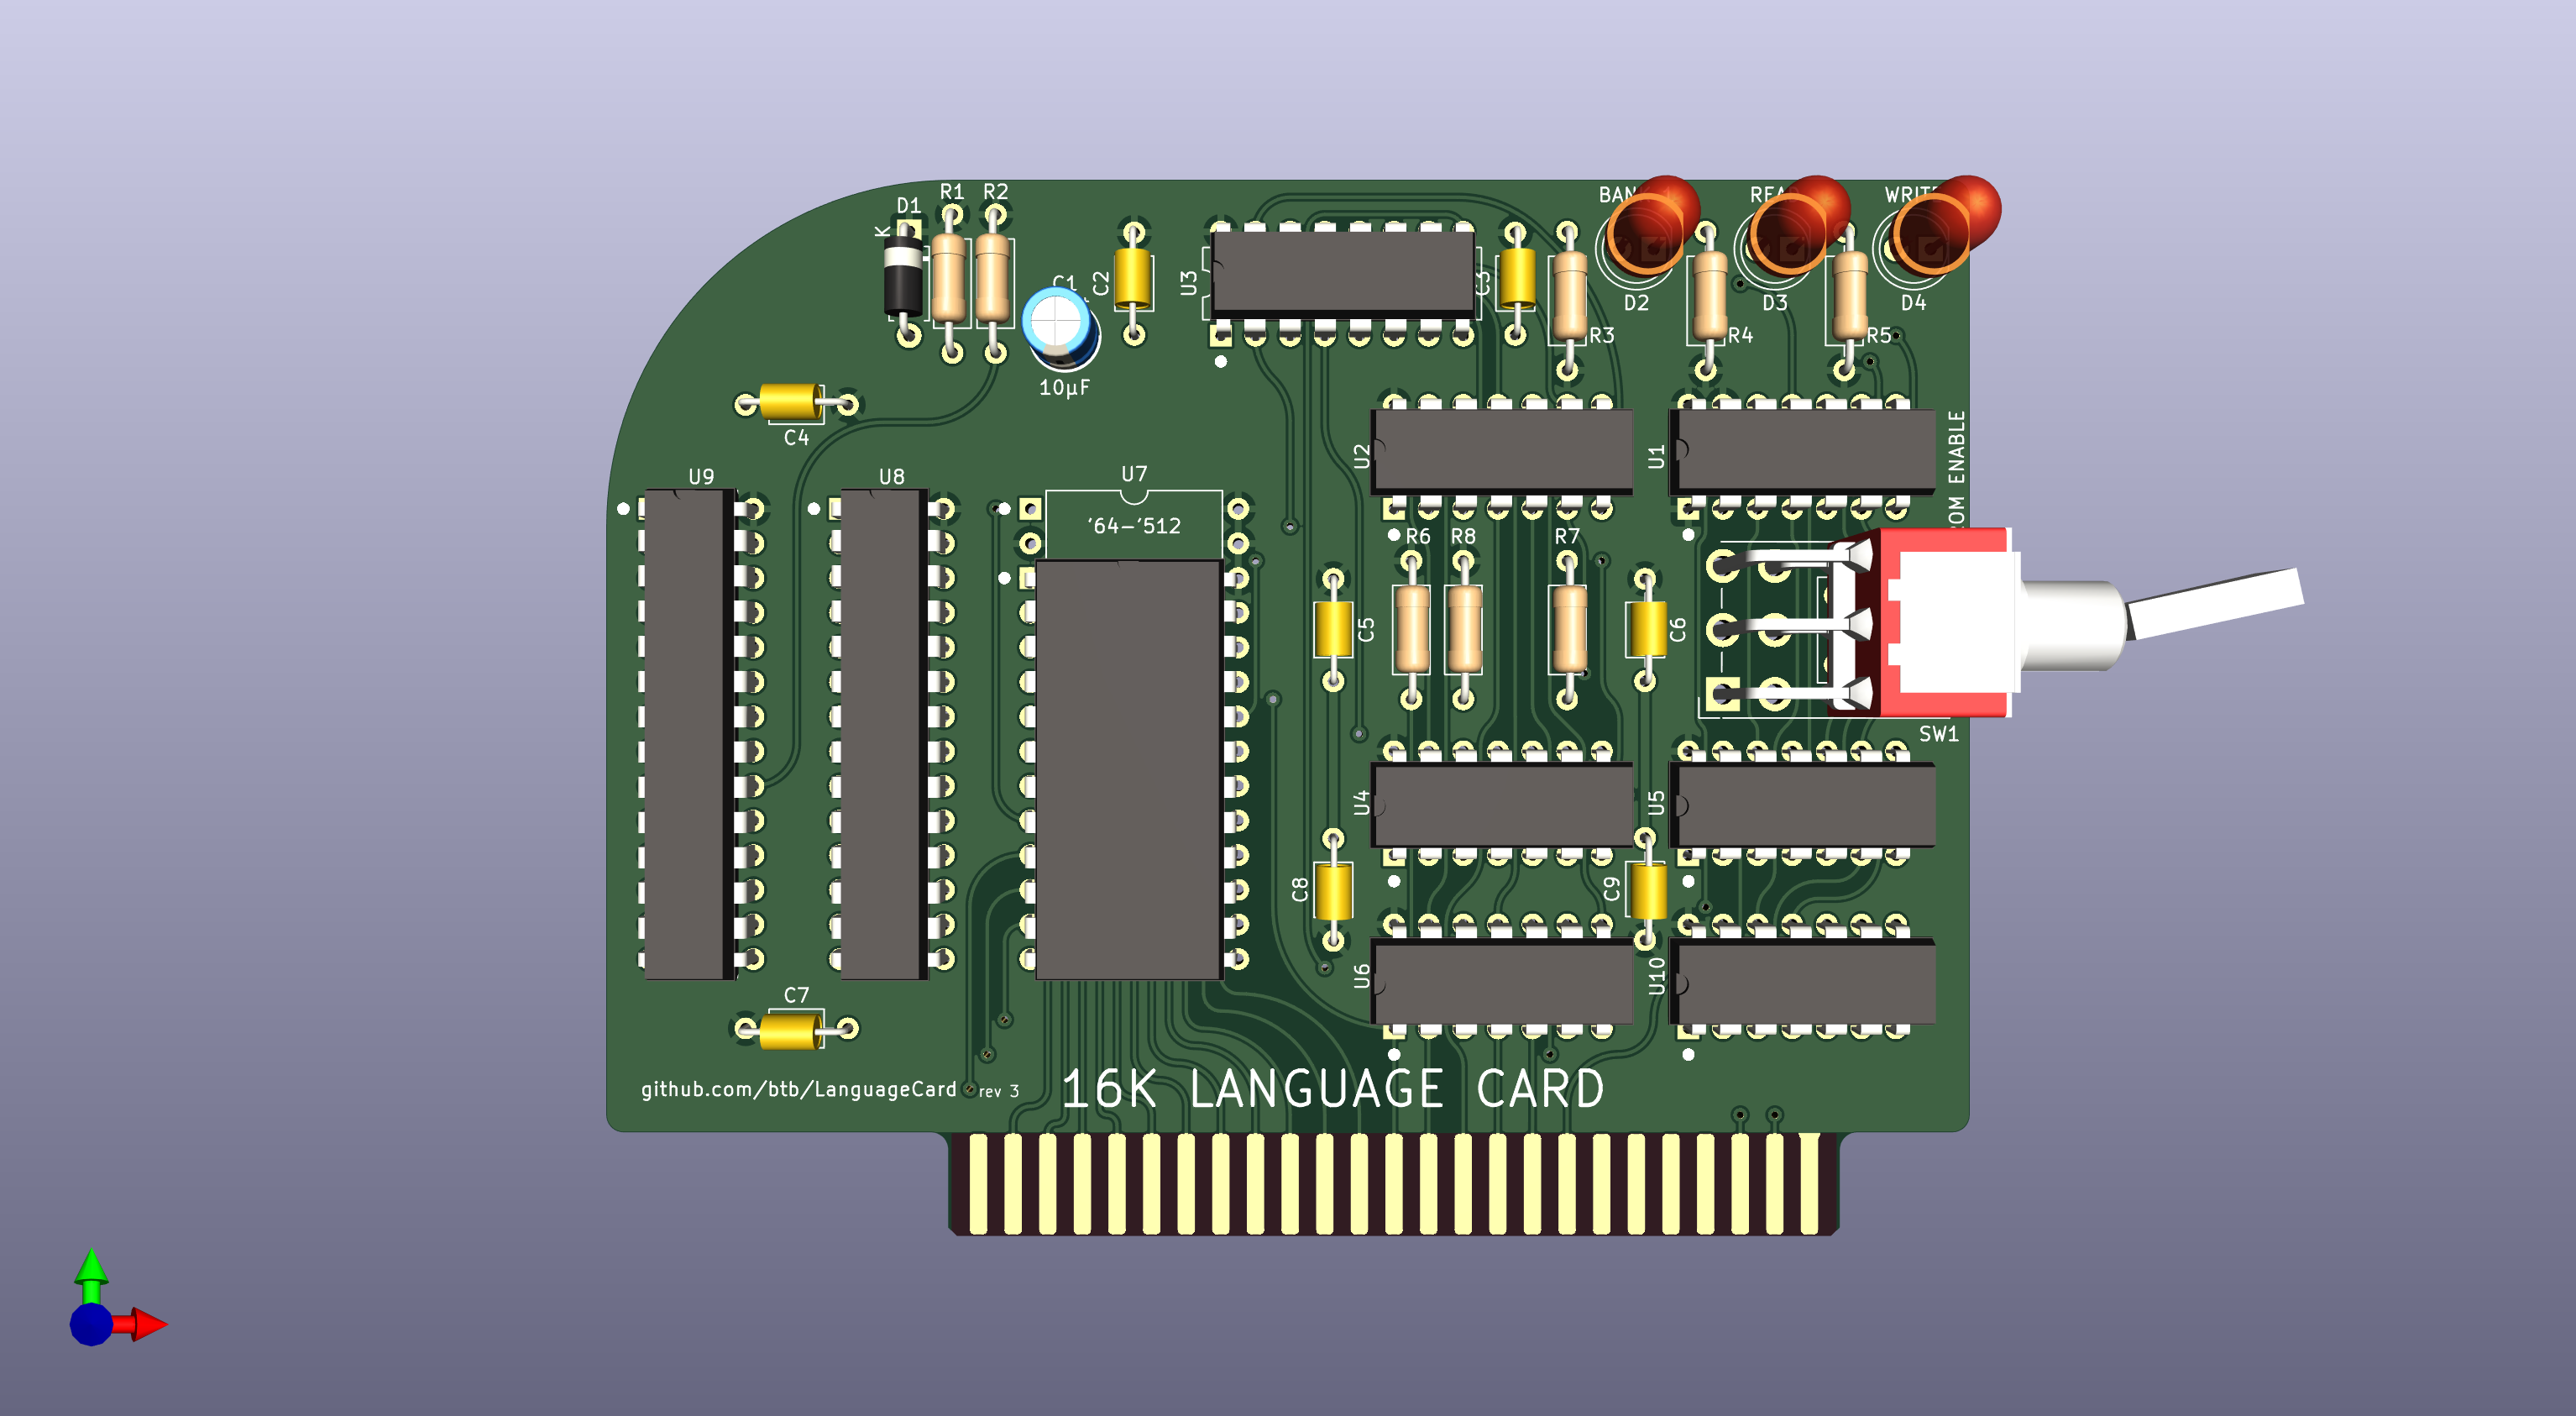 R1 R2
D1
K
C1
C2
U3
D2
D3
D4
R3
R4
R5
10µF
C4
U2
U1
U9
U8
U7
'64-'512
R6 R8
R7
C5
C6
SW1
U4
U5
C8
C9
U6
U10
C7
github.com/btb/LanguageCard rev 3
16K LANGUAGE CARD
ENABLE